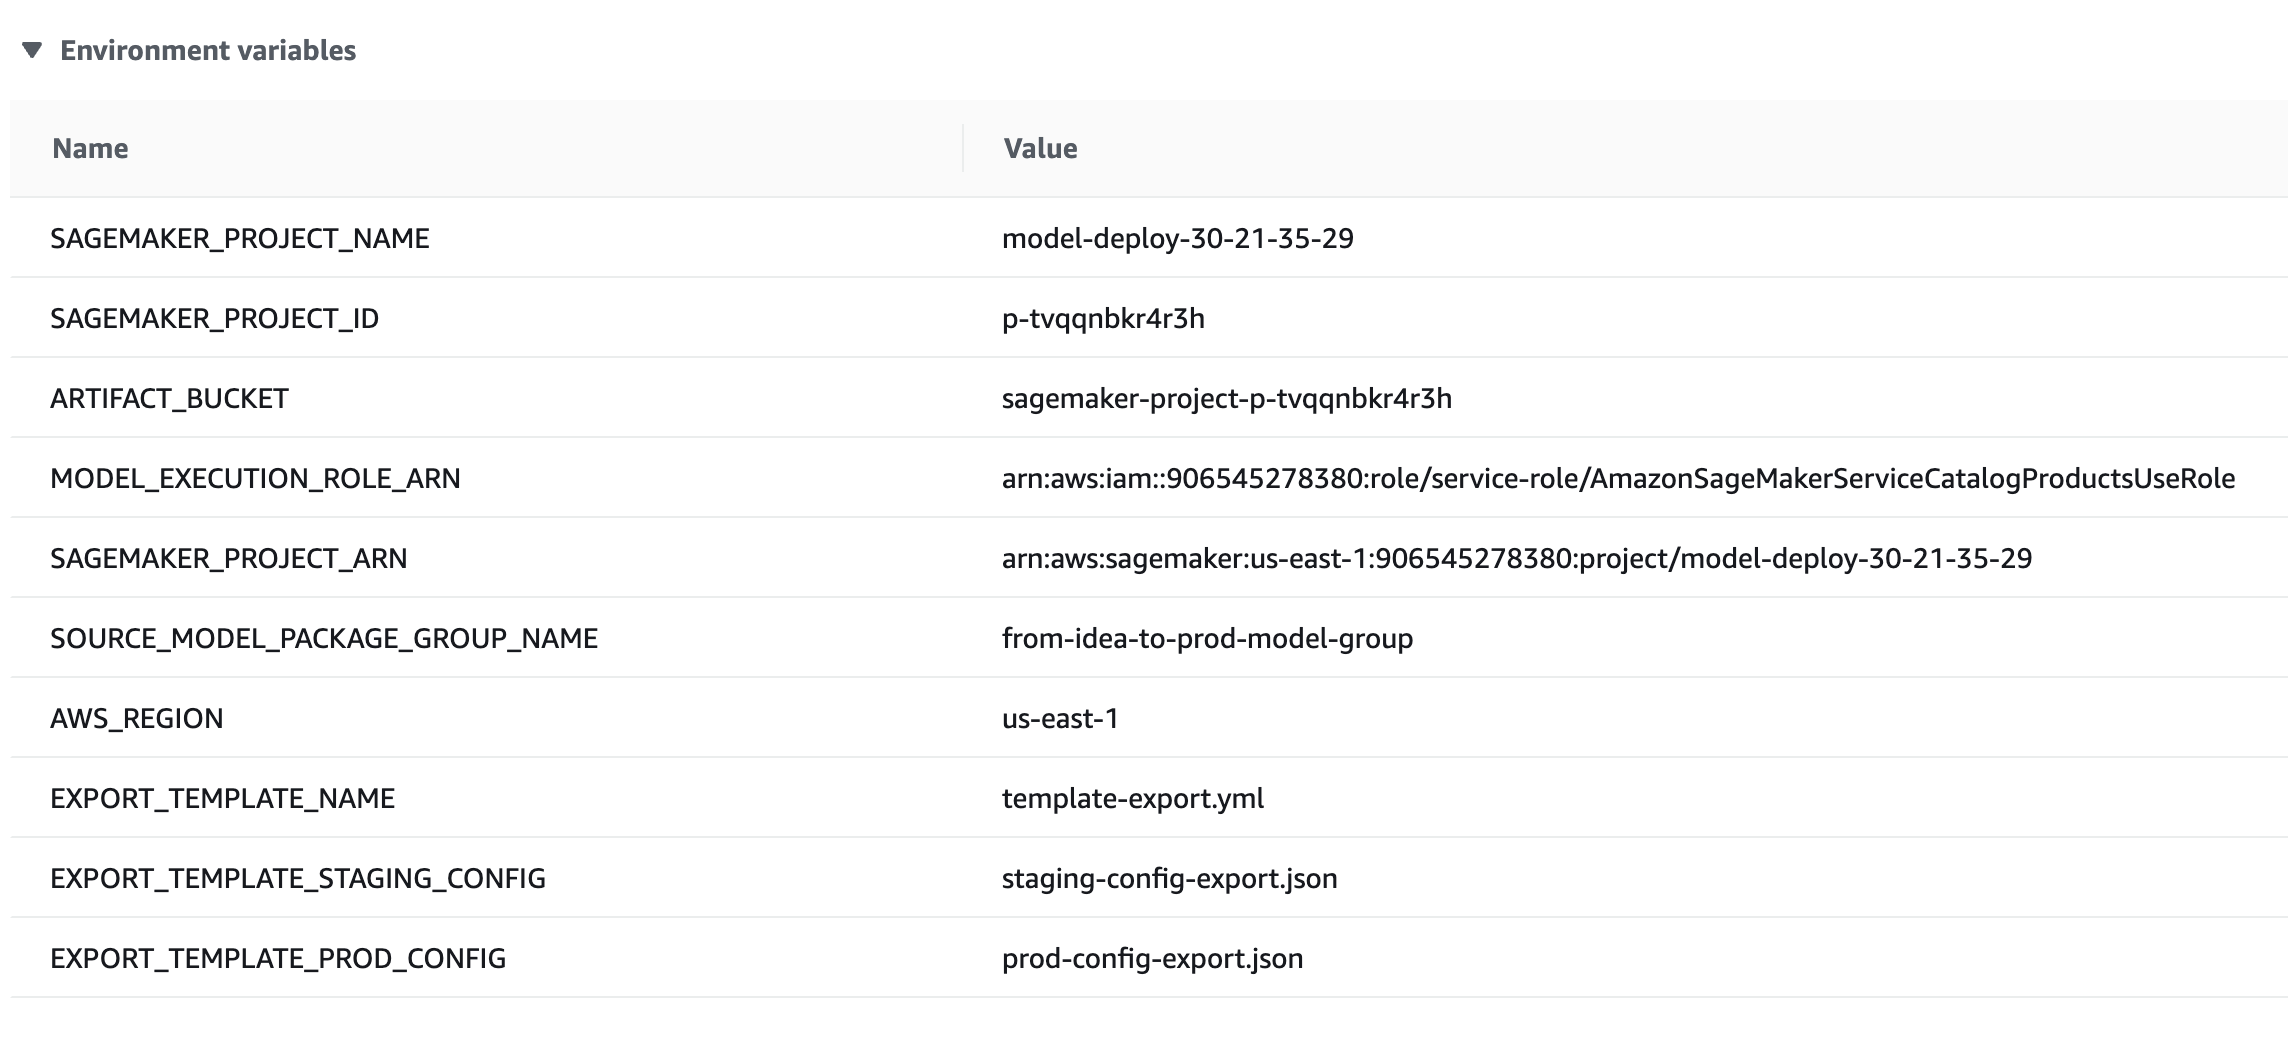 Environment variables
Name Value
SAGEMAKER_PROJECT_NAME model-deploy-30-21-35-29
SAGEMAKER_PROJECT_ID p-tvqqnbkr4r3h
ARTIFACT_BUCKET sagemaker-project-p-tvqqnbkr4r3h
MODEL_EXECUTION_ROLE_ARN arn:aws:iam::906545278380:role/service-role/AmazonSageMakerServiceCatalogProductsUseRole
SAGEMAKER_PROJECT_ARN arn:aws:sagemaker:us-east-1:906545278380:project/model-deploy-30-21-35-29
SOURCE_MODEL_PACKAGE_GROUP_NAME from-idea-to-prod-model-group
AWS_REGION us-east-1
EXPORT_TEMPLATE_NAME template-export.yml
EXPORT_TEMPLATE_STAGING_CONFIG staging-config-export.json
EXPORT_TEMPLATE_PROD_CONFIG prod-config-export.json